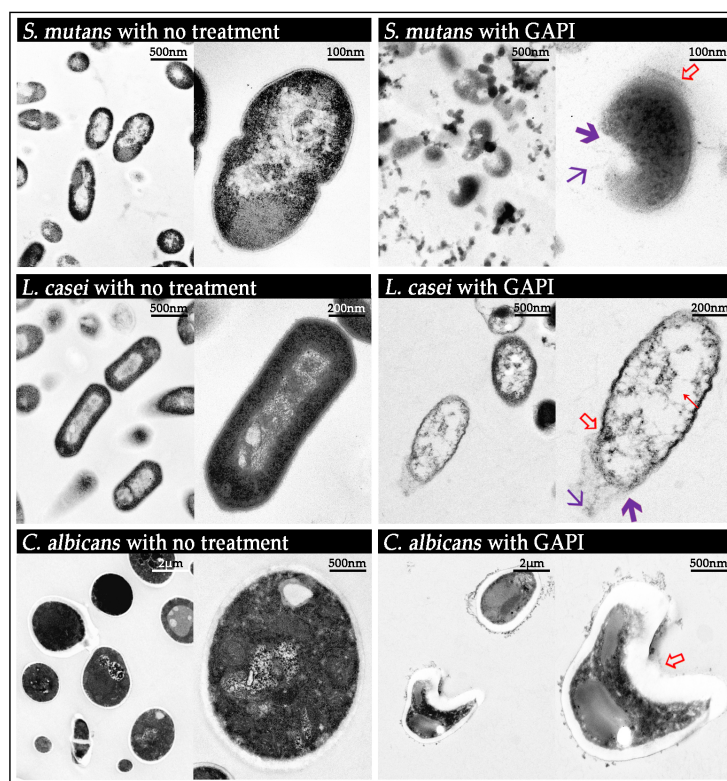 S. mutans with no treatment
500nm
100nm
S. mutans with GAPI
500nm
100nm
L. casei with no treatment
500nm
200nm
L. casei with GAPI
500nm
200nm
C. albicans with no treatment
2μm
500nm
C. albicans with GAPI
2μm
500nm